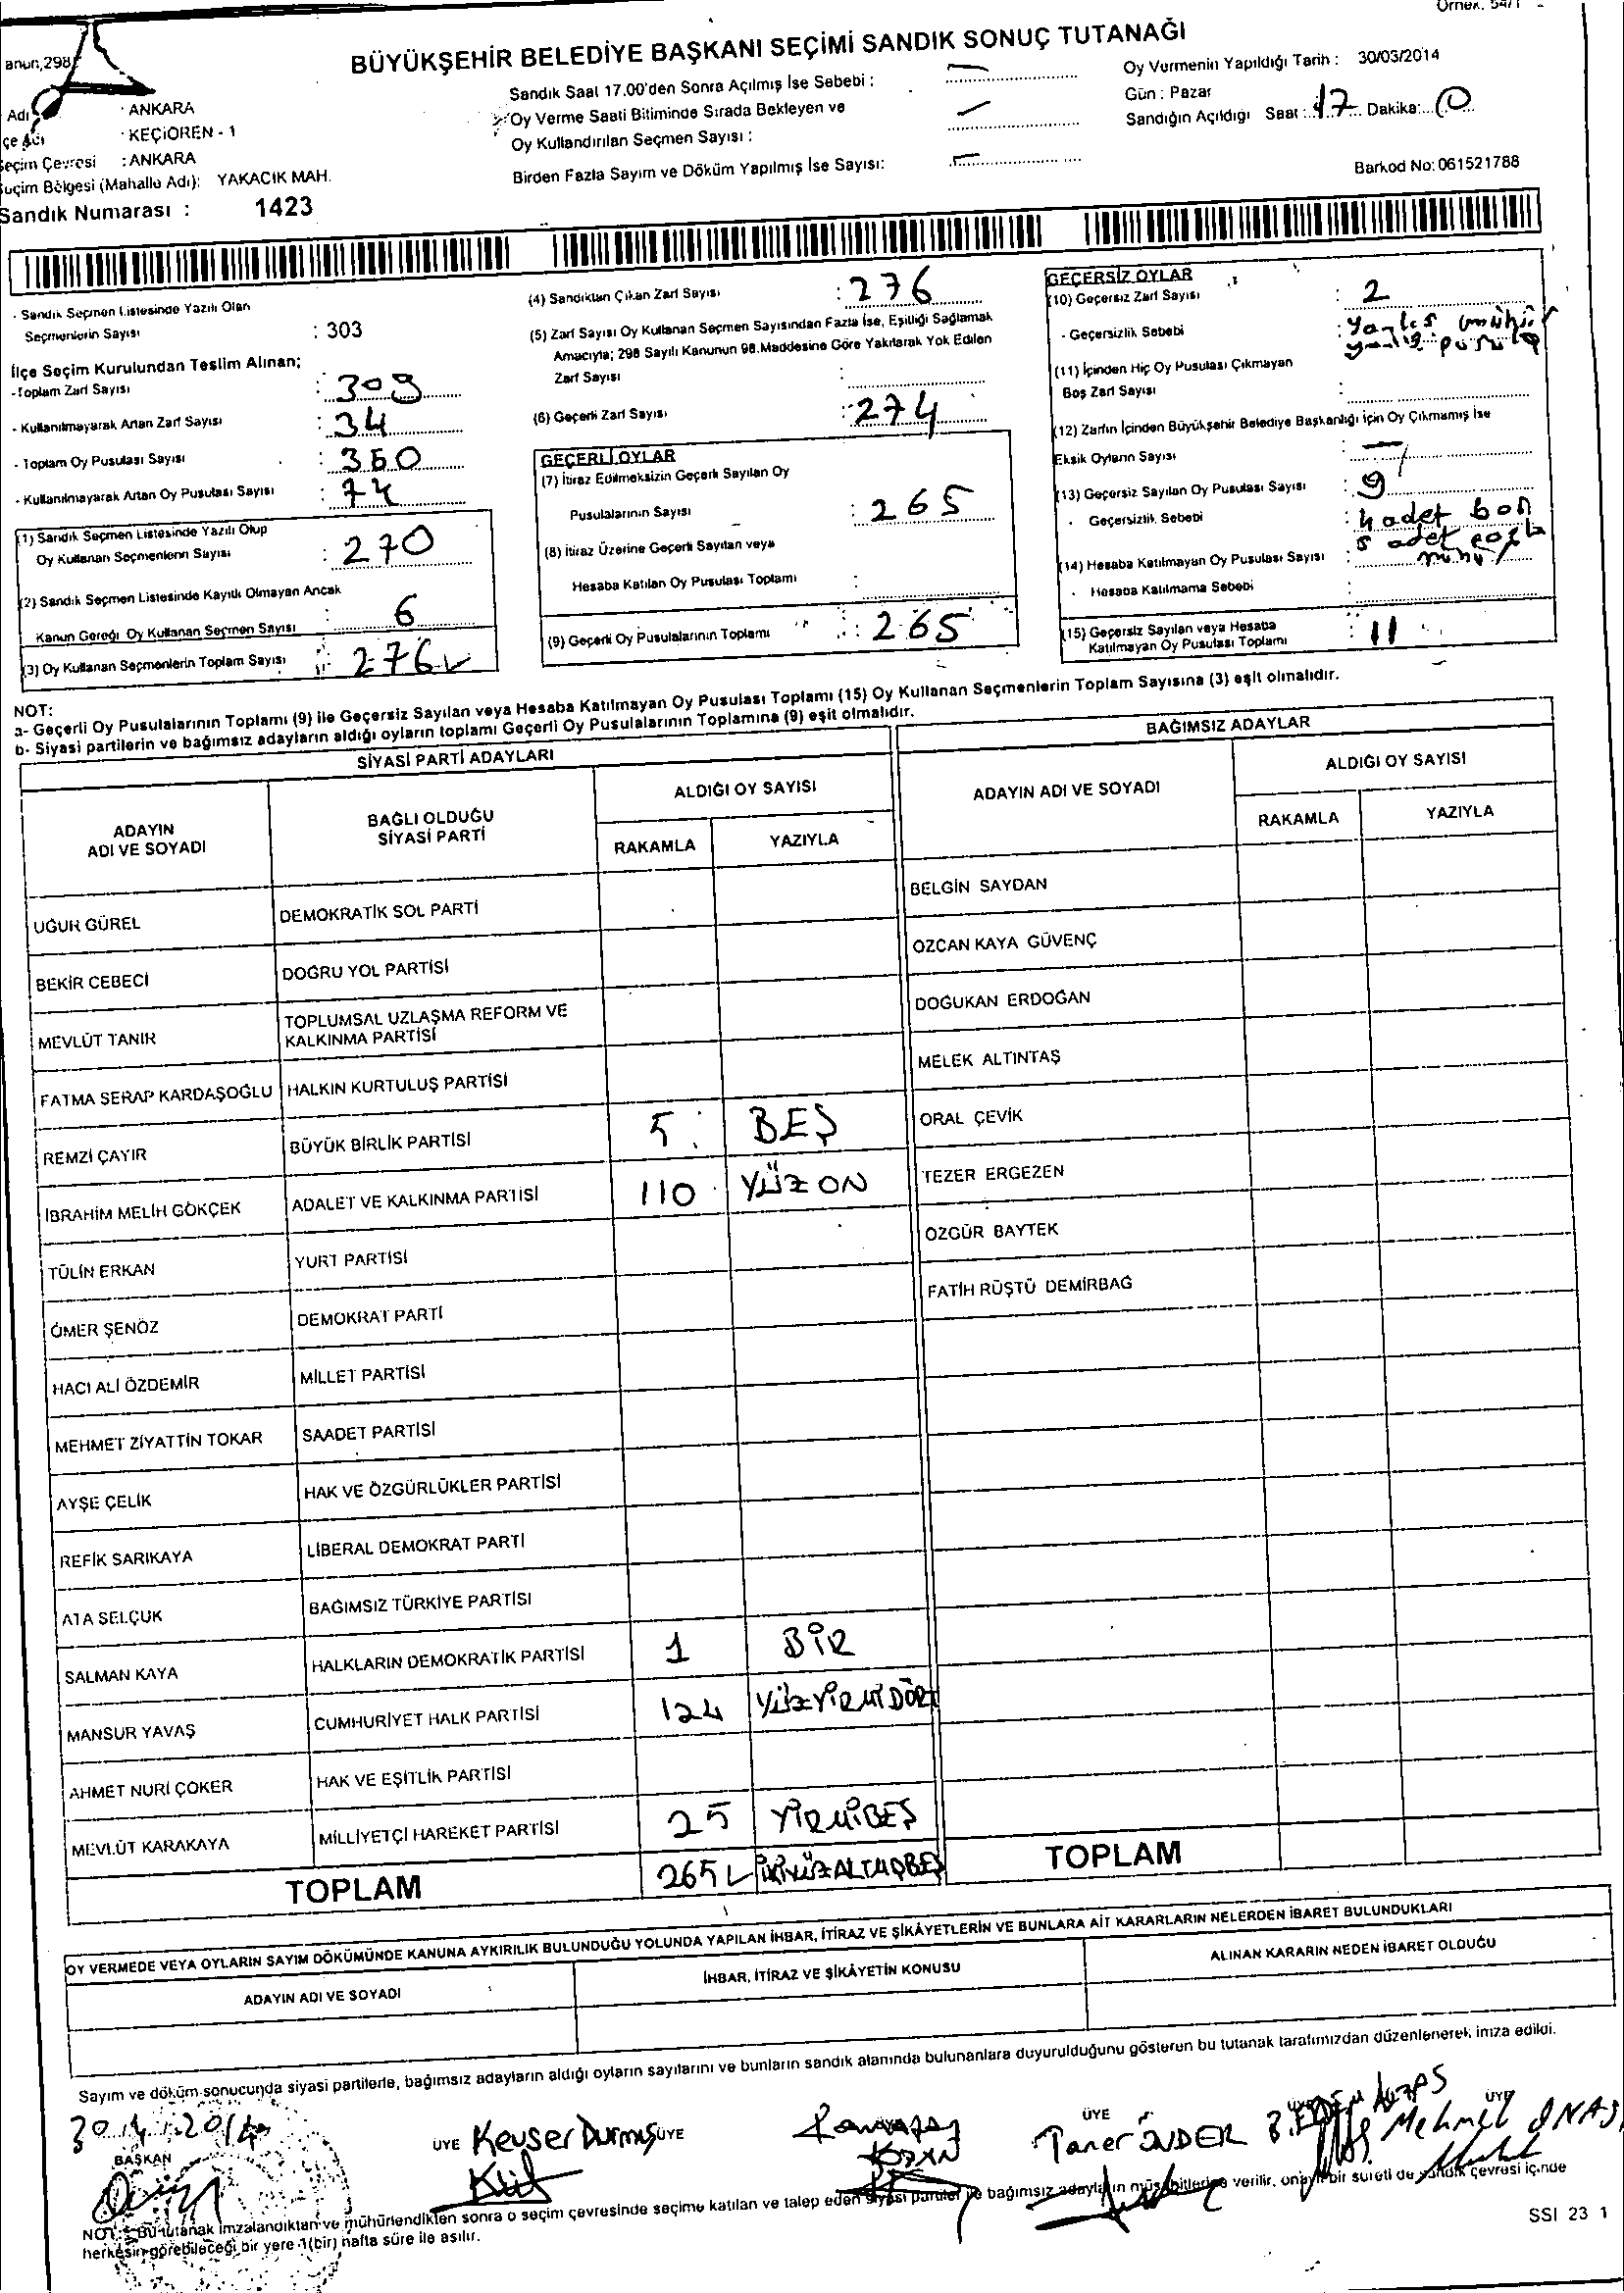 Örnek: 54/1
anun,298
BÜYÜKŞEHİR BELEDİYE BAŞKANI SEÇİMİ SANDIK SONUÇ TUTANAĞI
Adı : ANKARA
çe Adı : KEÇİÖREN - 1
Seçim Çevresi : ANKARA
Seçim Bölgesi (Mahalle Adı): YAKACIK MAH.
Sandık Numarası : 1423
Sandık Saat 17.00'den Sonra Açılmış İse Sebebi :
Oy Verme Saati Bitiminde Sırada Bekleyen ve
Oy Kullandırılan Seçmen Sayısı :
Birden Fazla Sayım ve Döküm Yapılmış İse Sayısı:
Oy Vermenin Yapıldığı Tarih : 30/03/2014
Gün : Pazar
Sandığın Açıldığı Saat : 17 Dakika: 0
Barkod No: 061521788
- Sandık Seçmen Listesinde Yazılı Olan
Seçmenlerin Sayısı : 303
İlçe Seçim Kurulundan Teslim Alınan;
-Toplam Zarf Sayısı : 309
- Kullanılmayarak Artan Zarf Sayısı : 34
- Toplam Oy Pusulası Sayısı : 350
- Kullanılmayarak Artan Oy Pusulası Sayısı : 74
(1) Sandık Seçmen Listesinde Yazılı Olup
Oy Kullanan Seçmenlerin Sayısı : 270
(2) Sandık Seçmen Listesinde Kayıtlı Olmayan Ancak
Kanun Gereği Oy Kullanan Seçmen Sayısı 6
(3) Oy Kullanan Seçmenlerin Toplam Sayısı : 276
(4) Sandıktan Çıkan Zarf Sayısı : 276
(5) Zarf Sayısı Oy Kullanan Seçmen Sayısından Fazla İse, Eşitliği Sağlamak
Amacıyla; 298 Sayılı Kanunun 98.Maddesine Göre Yakılarak Yok Edilen
Zarf Sayısı :
(6) Geçerli Zarf Sayısı : 274
GEÇERLİ OYLAR
(7) İtiraz Edilmeksizin Geçerli Sayılan Oy
Pusulalarının Sayısı : 265
(8) İtiraz Üzerine Geçerli Sayılan veya
Hesaba Katılan Oy Pusulası Toplamı :
(9) Geçerli Oy Pusulalarının Toplamı : 265
GEÇERSİZ OYLAR
(10) Geçersiz Zarf Sayısı : 2
- Geçersizlik Sebebi : Yanlış mühür
yanlış pusula
(11) İçinden Hiç Oy Pusulası Çıkmayan
Boş Zarf Sayısı :
(12) Zarfın İçinden Büyükşehir Belediye Başkanlığı İçin Oy Çıkmamış İse
Eksik Oyların Sayısı :
(13) Geçersiz Sayılan Oy Pusulası Sayısı : 9
- Geçersizlik Sebebi : 4 adet boş
5 adet fazla
mühür
(14) Hesaba Katılmayan Oy Pusulası Sayısı :
- Hesaba Katılmama Sebebi :
(15) Geçersiz Sayılan veya Hesaba
Katılmayan Oy Pusulası Toplamı : 11
NOT:
a- Geçerli Oy Pusulalarının Toplamı (9) ile Geçersiz Sayılan veya Hesaba Katılmayan Oy Pusulası Toplamı (15) Oy Kullanan Seçmenlerin Toplam Sayısına (3) eşit olmalıdır.
b- Siyasi partilerin ve bağımsız adayların aldığı oyların toplamı Geçerli Oy Pusulalarının Toplamına (9) eşit olmalıdır.
SİYASİ PARTİ ADAYLARI
ADAYIN ADI VE SOYADI BAĞLI OLDUĞU SİYASİ PARTİ ALDIĞI OY SAYISI
RAKAMLA YAZIYLA
UĞUR GÜREL DEMOKRATİK SOL PARTİ
BEKİR CEBECİ DOĞRU YOL PARTİSİ
MEVLÜT TANIK TOPLUMSAL UZLAŞMA REFORM VE KALKINMA PARTİSİ
FATMA SERAP KARDAŞOĞLU HALKIN KURTULUŞ PARTİSİ
REMZİ ÇAYIR BÜYÜK BİRLİK PARTİSİ 5 BEŞ
İBRAHİM MELİH GÖKÇEK ADALET VE KALKINMA PARTİSİ 110 YÜZ ON
TÜLİN ERKAN YURT PARTİSİ
ÖMER ŞENÖZ DEMOKRAT PARTİ
HACI ALİ ÖZDEMİR MİLLET PARTİSİ
MEHMET ZİYATTİN TOKAR SAADET PARTİSİ
AYŞE ÇELİK HAK VE ÖZGÜRLÜKLER PARTİSİ
REFİK SARIKAYA LİBERAL DEMOKRAT PARTİ
ATA SELÇUK BAĞIMSIZ TÜRKİYE PARTİSİ
SALMAN KAYA HALKLARIN DEMOKRATİK PARTİSİ 1 BİR
MANSUR YAVAŞ CUMHURİYET HALK PARTİSİ 124 YÜZYİRMİDÖRT
AHMET NURİ ÇOKER HAK VE EŞİTLİK PARTİSİ
MEVLÜT KARAKAYA MİLLİYETÇİ HAREKET PARTİSİ 25 YİRMİBEŞ
TOPLAM 265 İKİYÜZALTMIŞBEŞ
BAĞIMSIZ ADAYLAR
ADAYIN ADI VE SOYADI ALDIĞI OY SAYISI
RAKAMLA YAZIYLA
BELGİN SAYDAN
ÖZCAN KAYA GÜVENÇ
DOĞUKAN ERDOĞAN
MELEK ALTINTAŞ
ORAL ÇEVİK
TEZER ERGEZEN
ÖZGÜR BAYTEK
FATİH RÜŞTÜ DEMİRBAĞ
TOPLAM
OY VERMEDE VEYA OYLARIN SAYIM DÖKÜMÜNDE KANUNA AYKIRILIK BULUNDUĞU YOLUNDA YAPILAN İHBAR, İTİRAZ VE ŞİKÂYETLERİN VE BUNLARA AİT KARARLARIN NELERDEN İBARET BULUNDUKLARI
ADAYIN ADI VE SOYADI İHBAR, İTİRAZ VE ŞİKÂYETİN KONUSU ALINAN KARARIN NEDEN İBARET OLDUĞU
Sayım ve döküm sonucunda siyasi partilerle, bağımsız adayların aldığı oyların sayılarını ve bunların sandık alanında bulunanlara duyurulduğunu gösteren bu tutanak tarafımızdan düzenlenerek imza edildi.
BAŞKAN
ÜYE Kevser Durmuş
ÜYE Ramazan
ÜYE Taner ÖNDER
ÜYE Mehmet
NOT : Bu tutanak imzalandıktan ve mühürlendikten sonra o seçim çevresinde seçime katılan ve talep eden siyasi partiler ile bağımsız adayların müşahitlerine verilir, onaylı bir sureti de sandık çevresi içinde
herkesin görebileceği bir yere 1(bir) hafta süre ile asılır.
SSI 23 1